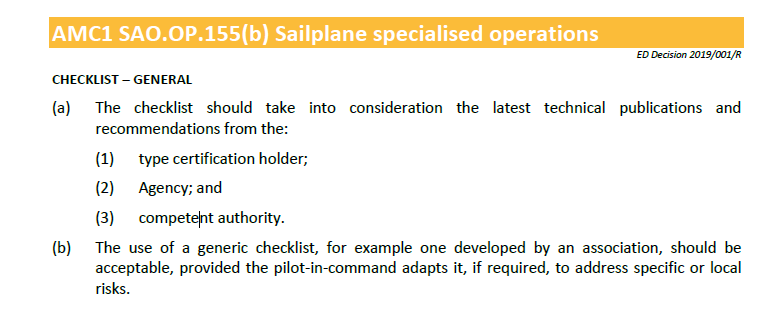 AMC1 SAO.OP.155(b) Sailplane specialised operations
ED Decision 2019/001/R
CHECKLIST – GENERAL
(a) The checklist should take into consideration the latest technical publications and
recommendations from the:
(1) type certification holder;
(2) Agency; and
(3) competent authority.
(b) The use of a generic checklist, for example one developed by an association, should be
acceptable, provided the pilot-in-command adapts it, if required, to address specific or local
risks.